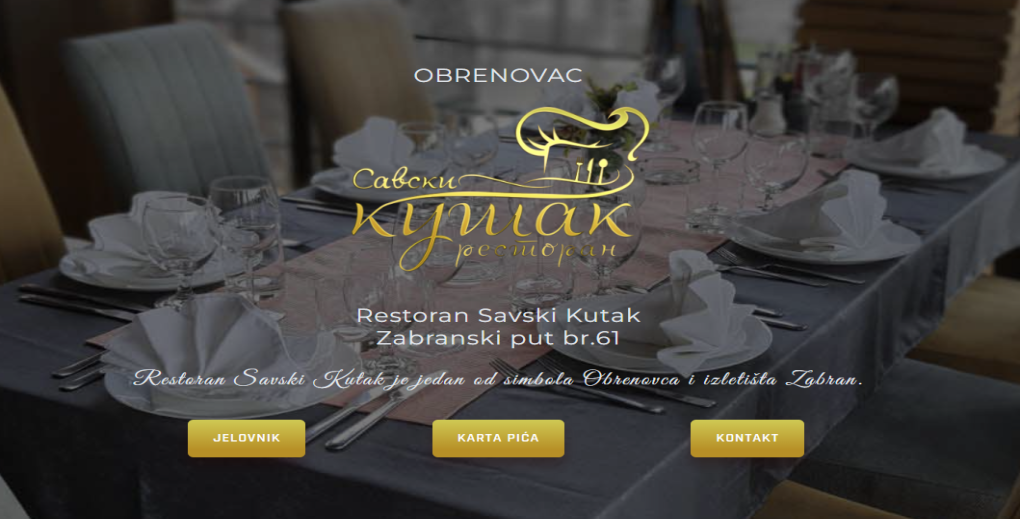 OBRENOVAC
Савски
кутак
ресторан
Restoran Savski Kutak
Zabranski put br.61
Restoran Savski Kutak je jedan od simbola Obrenovca i izletišta Zabran.
JELOVNIK
KARTA PIĆA
KONTAKT